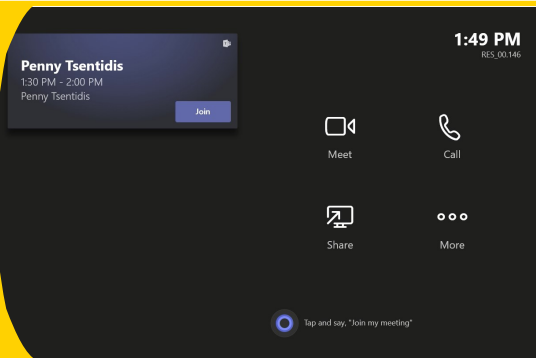 Penny Tsentidis
1:30 PM - 2:00 PM
Penny Tsentidis
Join
1:49 PM
RES_00.146
Meet
Call
Share
More
Tap and say, "Join my meeting"